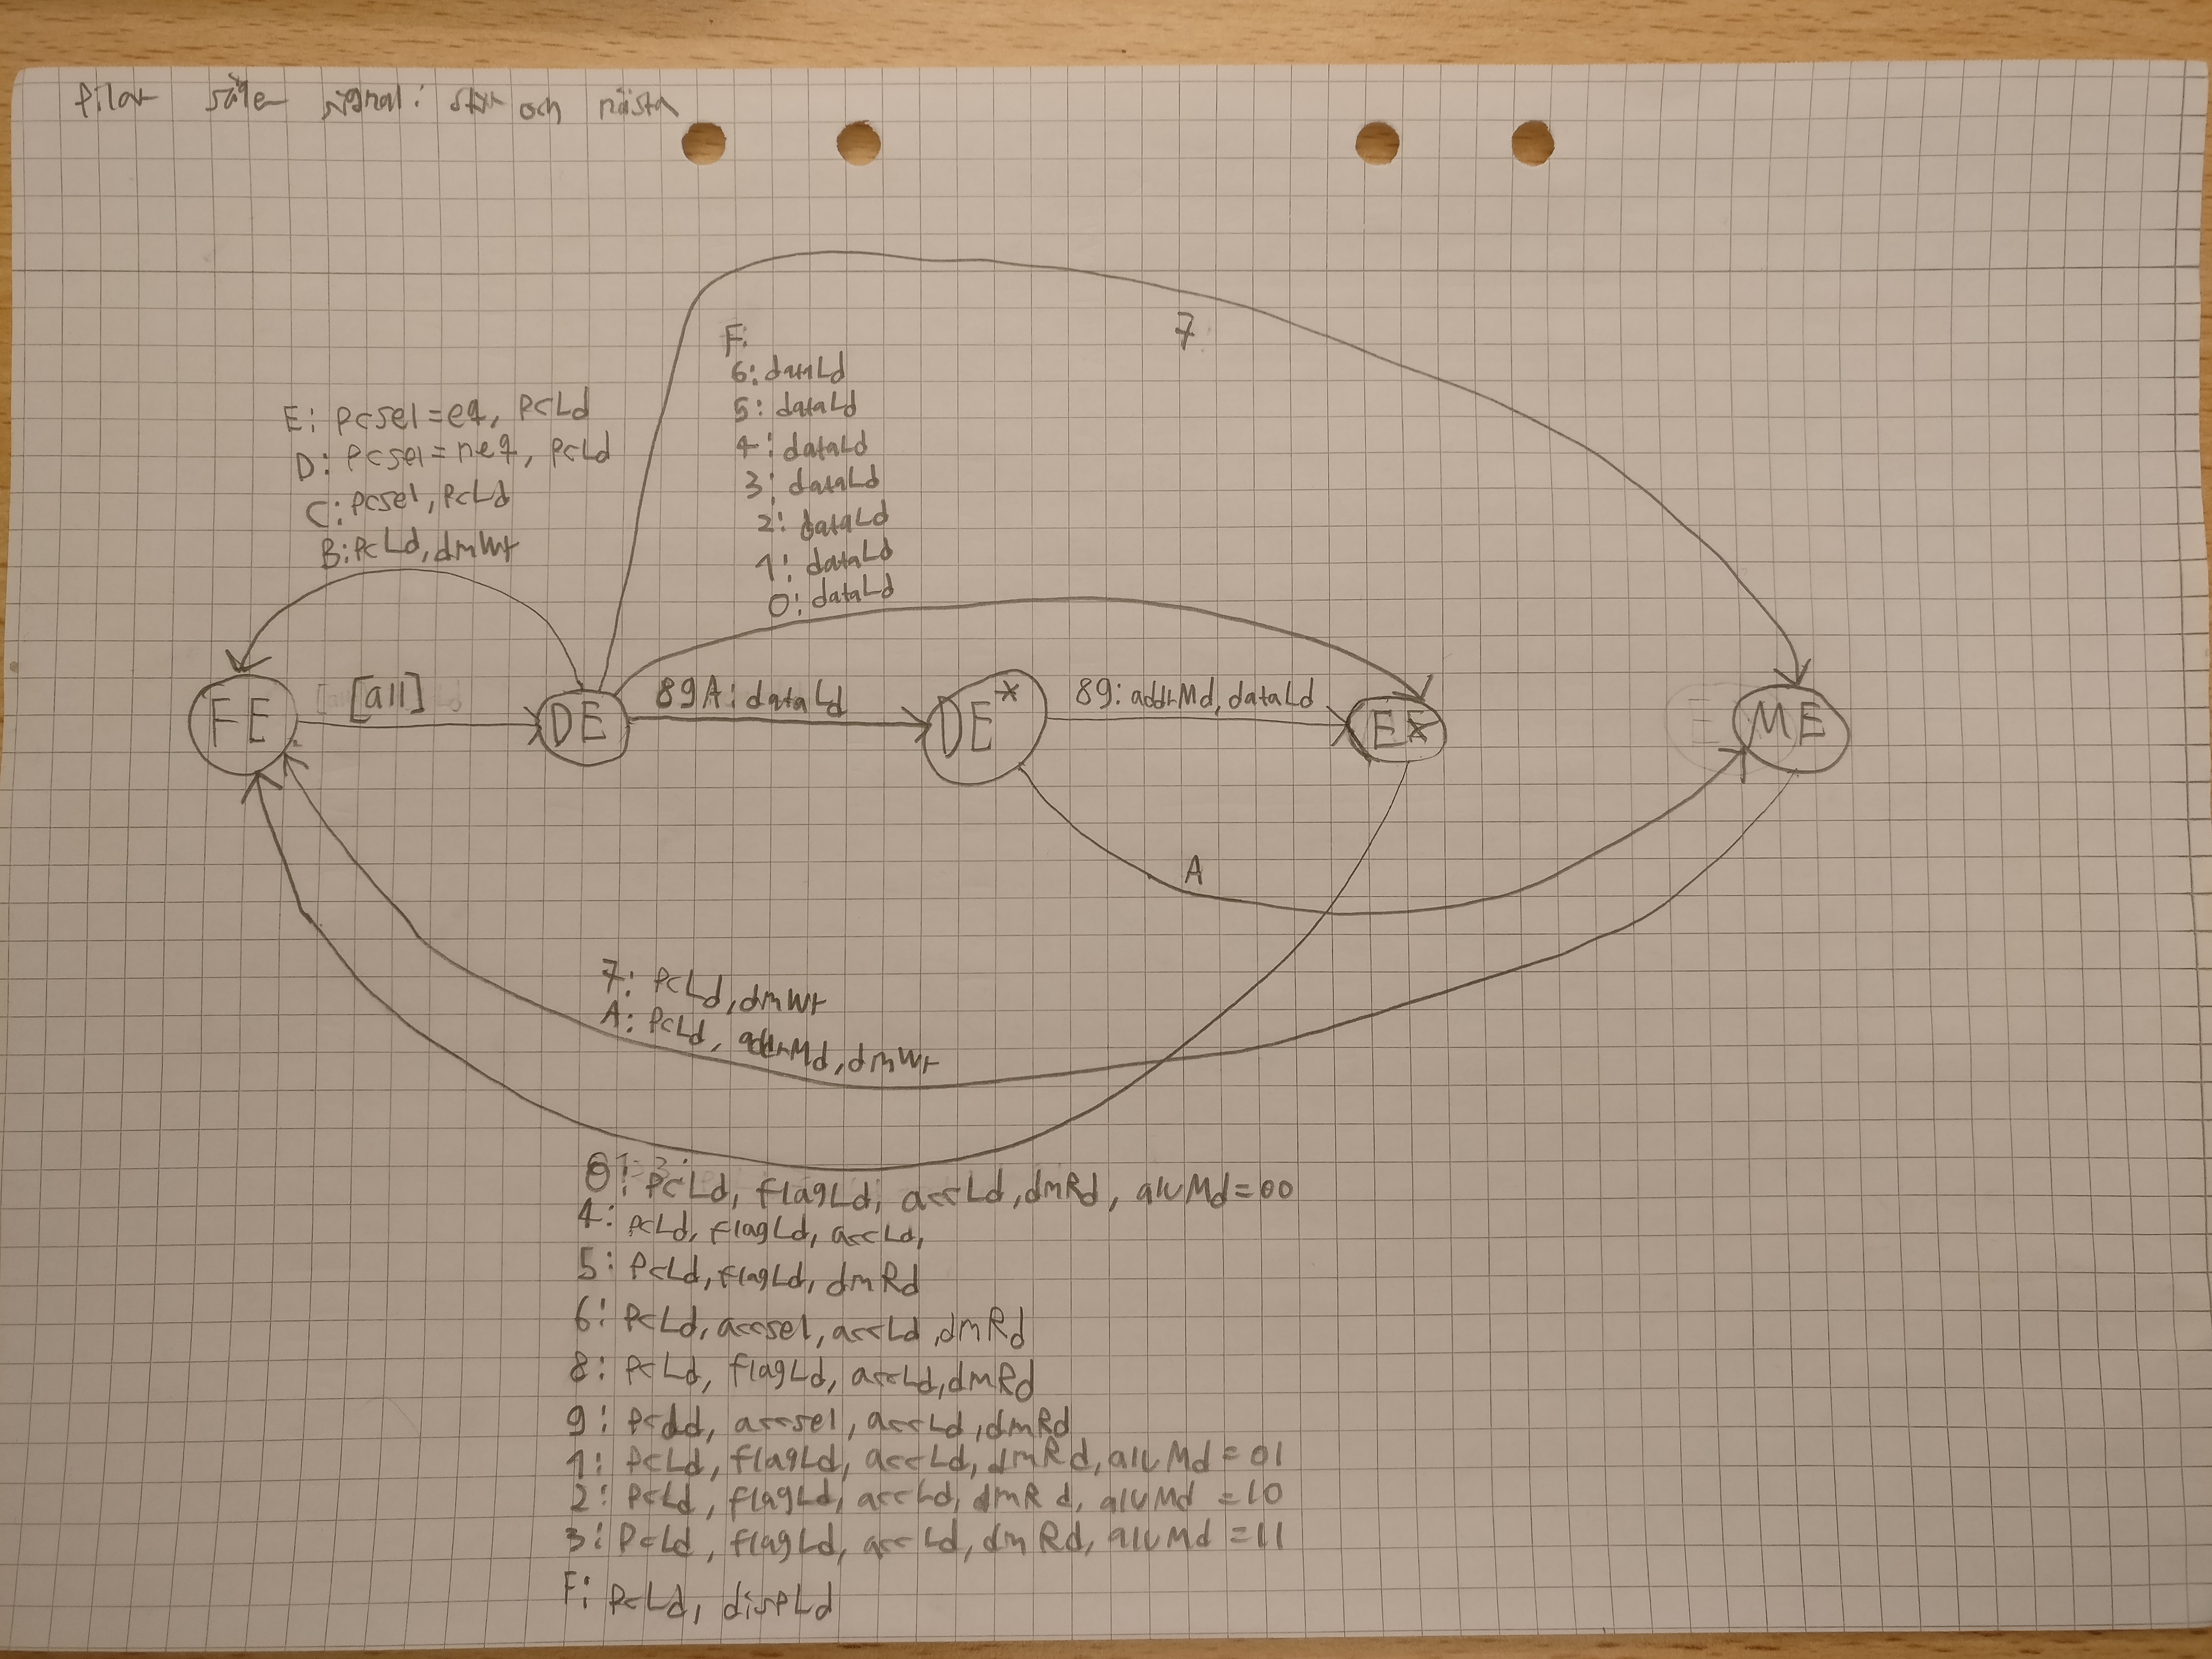 Pilar säger signal: styr och nästa
7
F:
6: dataLd
5: dataLd
4: dataLd
3: dataLd
2: dataLd
1: dataLd
0: dataLd
E: pcsel=eq, pcLd
D: pcsel=neq, pcLd
C: pcsel, pcLd
B: pcLd, dmWr
FE
[all]
DE
89A: dataLd
DE*
89: addrMd, dataLd
EX
ME
A
7: pcLd, dmWr
A: pcLd, addrMd, dmWr
0: pcLd, flagLd, accLd, dmRd, aluMd=00
4: pcLd, flagLd, accLd,
5: pcLd, flagLd, dmRd
6: pcLd, accsel, accLd, dmRd
8: pcLd, flagLd, accLd, dmRd
9: pcLd, accsel, accLd, dmRd
1: pcLd, flagLd, accLd, dmRd, aluMd=01
2: pcLd, flagLd, accLd, dmRd, aluMd=10
3: pcLd, flagLd, accLd, dmRd, aluMd=11
F: pcLd, dispLd